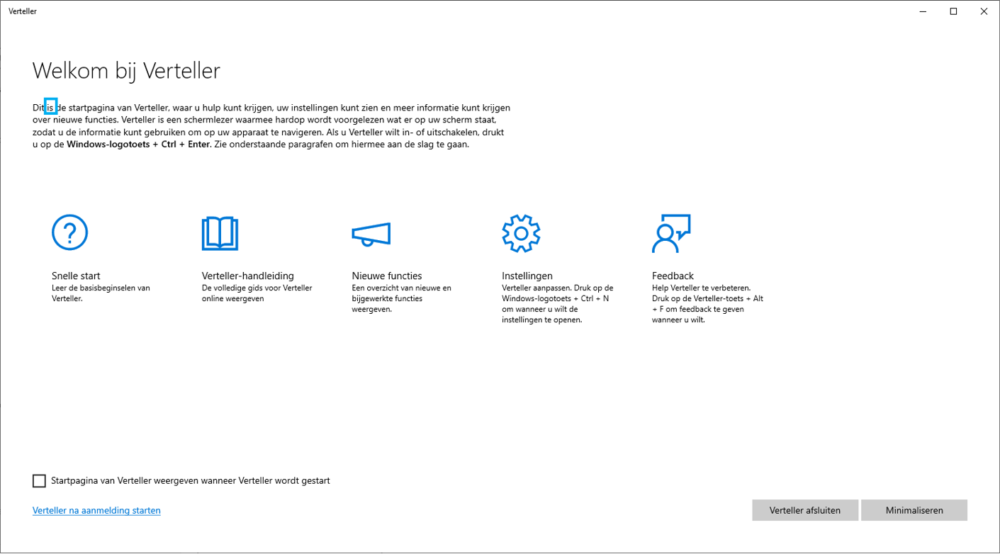 Verteller
Welkom bij Verteller
Dit is de startpagina van Verteller, waar u hulp kunt krijgen, uw instellingen kunt zien en meer informatie kunt krijgen
over nieuwe functies. Verteller is een schermlezer waarmee hardop wordt voorgelezen wat er op uw scherm staat,
zodat u de informatie kunt gebruiken om op uw apparaat te navigeren. Als u Verteller wilt in- of uitschakelen, drukt
u op de Windows-logotoets + Ctrl + Enter. Zie onderstaande paragrafen om hiermee aan de slag te gaan.
Snelle start
Leer de basisbeginselen van
Verteller.
Verteller-handleiding
De volledige gids voor Verteller
online weergeven
Nieuwe functies
Een overzicht van nieuwe en
bijgewerkte functies
weergeven.
Instellingen
Verteller aanpassen. Druk op de
Windows-logotoets + Ctrl + N
om wanneer u wilt de
instellingen te openen.
Feedback
Help Verteller te verbeteren.
Druk op de Verteller-toets + Alt
+ F om feedback te geven
wanneer u wilt.
Startpagina van Verteller weergeven wanneer Verteller wordt gestart
Verteller na aanmelding starten
Verteller afsluiten
Minimaliseren